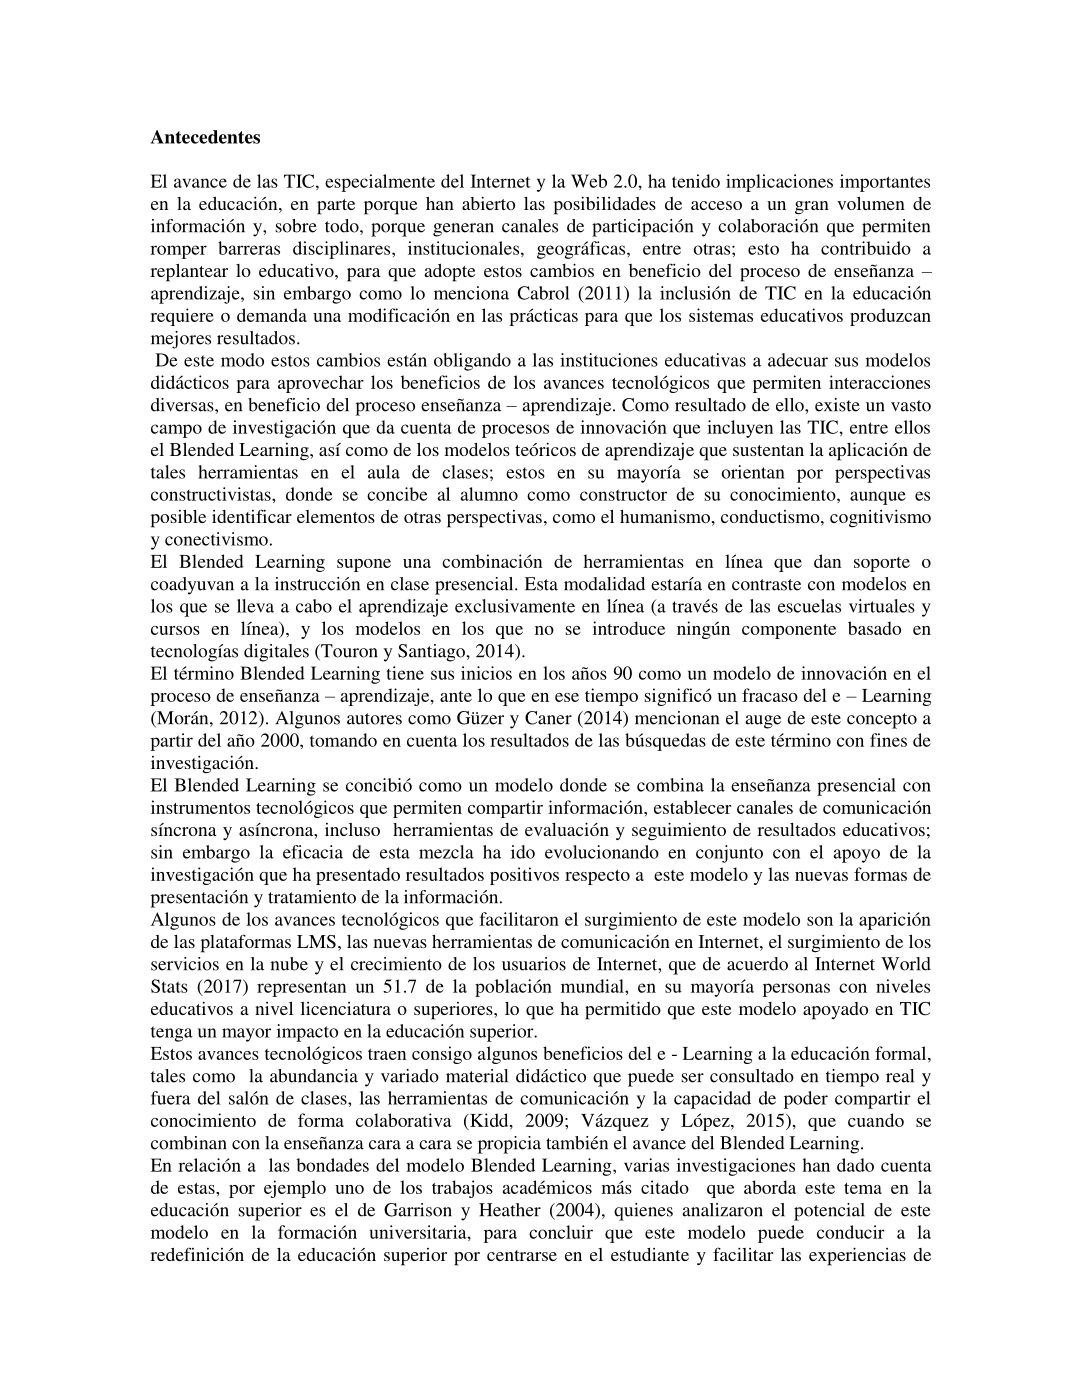 Antecedentes
El avance de las TIC, especialmente del Internet y la Web 2.0, ha tenido implicaciones importantes
en la educación, en parte porque han abierto las posibilidades de acceso a un gran volumen de
información y, sobre todo, porque generan canales de participación y colaboración que permiten
romper barreras disciplinares, institucionales, geográficas, entre otras; esto ha contribuido a
replantear lo educativo, para que adopte estos cambios en beneficio del proceso de enseñanza –
aprendizaje, sin embargo como lo menciona Cabrol (2011) la inclusión de TIC en la educación
requiere o demanda una modificación en las prácticas para que los sistemas educativos produzcan
mejores resultados.
De este modo estos cambios están obligando a las instituciones educativas a adecuar sus modelos
didácticos para aprovechar los beneficios de los avances tecnológicos que permiten interacciones
diversas, en beneficio del proceso enseñanza – aprendizaje. Como resultado de ello, existe un vasto
campo de investigación que da cuenta de procesos de innovación que incluyen las TIC, entre ellos
el Blended Learning, así como de los modelos teóricos de aprendizaje que sustentan la aplicación de
tales herramientas en el aula de clases; estos en su mayoría se orientan por perspectivas
constructivistas, donde se concibe al alumno como constructor de su conocimiento, aunque es
posible identificar elementos de otras perspectivas, como el humanismo, conductismo, cognitivismo
y conectivismo.
El Blended Learning supone una combinación de herramientas en línea que dan soporte o
coadyuvan a la instrucción en clase presencial. Esta modalidad estaría en contraste con modelos en
los que se lleva a cabo el aprendizaje exclusivamente en línea (a través de las escuelas virtuales y
cursos en línea), y los modelos en los que no se introduce ningún componente basado en
tecnologías digitales (Touron y Santiago, 2014).
El término Blended Learning tiene sus inicios en los años 90 como un modelo de innovación en el
proceso de enseñanza – aprendizaje, ante lo que en ese tiempo significó un fracaso del e – Learning
(Morán, 2012). Algunos autores como Güzer y Caner (2014) mencionan el auge de este concepto a
partir del año 2000, tomando en cuenta los resultados de las búsquedas de este término con fines de
investigación.
El Blended Learning se concibió como un modelo donde se combina la enseñanza presencial con
instrumentos tecnológicos que permiten compartir información, establecer canales de comunicación
síncrona y asíncrona, incluso  herramientas de evaluación y seguimiento de resultados educativos;
sin embargo la eficacia de esta mezcla ha ido evolucionando en conjunto con el apoyo de la
investigación que ha presentado resultados positivos respecto a  este modelo y las nuevas formas de
presentación y tratamiento de la información.
Algunos de los avances tecnológicos que facilitaron el surgimiento de este modelo son la aparición
de las plataformas LMS, las nuevas herramientas de comunicación en Internet, el surgimiento de los
servicios en la nube y el crecimiento de los usuarios de Internet, que de acuerdo al Internet World
Stats (2017) representan un 51.7 de la población mundial, en su mayoría personas con niveles
educativos a nivel licenciatura o superiores, lo que ha permitido que este modelo apoyado en TIC
tenga un mayor impacto en la educación superior.
Estos avances tecnológicos traen consigo algunos beneficios del e - Learning a la educación formal,
tales como  la abundancia y variado material didáctico que puede ser consultado en tiempo real y
fuera del salón de clases, las herramientas de comunicación y la capacidad de poder compartir el
conocimiento de forma colaborativa (Kidd, 2009; Vázquez y López, 2015), que cuando se
combinan con la enseñanza cara a cara se propicia también el avance del Blended Learning.
En relación a  las bondades del modelo Blended Learning, varias investigaciones han dado cuenta
de estas, por ejemplo uno de los trabajos académicos más citado  que aborda este tema en la
educación superior es el de Garrison y Heather (2004), quienes analizaron el potencial de este
modelo en la formación universitaria, para concluir que este modelo puede conducir a la
redefinición de la educación superior por centrarse en el estudiante y facilitar las experiencias de